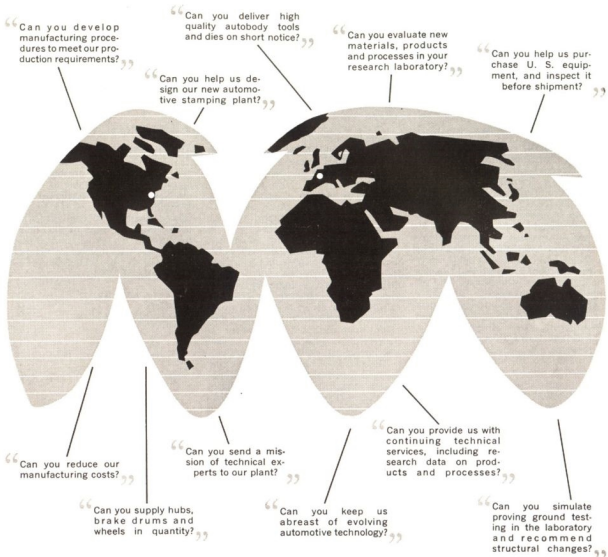 “Can you develop
manufacturing proce-
dures to meet our pro-
duction requirements?”
“Can you help us de-
sign our new automo-
tive stamping plant?”
“Can you deliver high
quality autobody tools
and dies on short notice?”
“Can you evaluate new
materials, products
and processes in your
research laboratory?”
“Can you help us pur-
chase U. S. equip-
ment, and inspect it
before shipment?”
“Can you reduce our
manufacturing costs?”
“Can you supply hubs,
brake drums and
wheels in quantity?”
“Can you send a mis-
sion of technical ex-
perts to our plant?”
“Can you keep us
abreast of evolving
automotive technology?”
“Can you provide us with
continuing technical
services, including re-
search data on prod-
ucts and processes?”
“Can you simulate
proving ground test-
ing in the laboratory
and recommend
structural changes?”